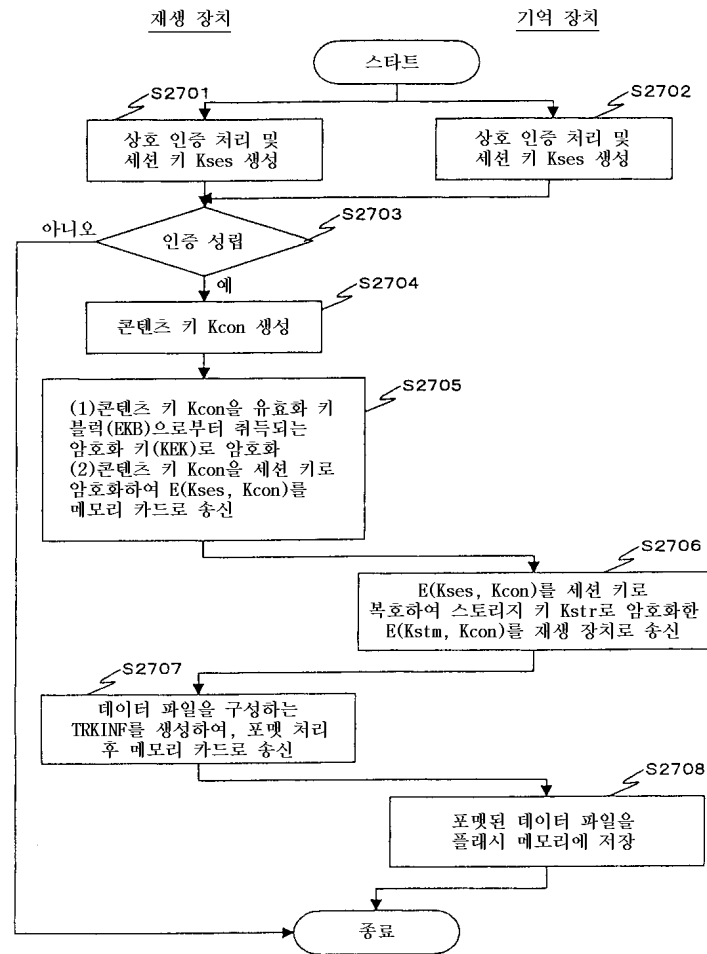 재생 장치
기억 장치
스타트
S2701
상호 인증 처리 및
세션 키 Kses 생성
S2702
상호 인증 처리 및
세션 키 Kses 생성
S2703
아니오
인증 성립
예
S2704
콘텐츠 키 Kcon 생성
S2705
(1)콘텐츠 키 Kcon을 유효화 키
블럭(EKB)으로부터 취득되는
암호화 키(KEK)로 암호화
(2)콘텐츠 키 Kcon을 세션 키로
암호화하여 E(Kses, Kcon)를
메모리 카드로 송신
S2706
E(Kses, Kcon)를 세션 키로
복호하여 스토리지 키 Kstr로 암호화한
E(Kstm, Kcon)를 재생 장치로 송신
S2707
데이터 파일을 구성하는
TRKINF를 생성하여, 포맷 처리
후 메모리 카드로 송신
S2708
포맷된 데이터 파일을
플래시 메모리에 저장
종료